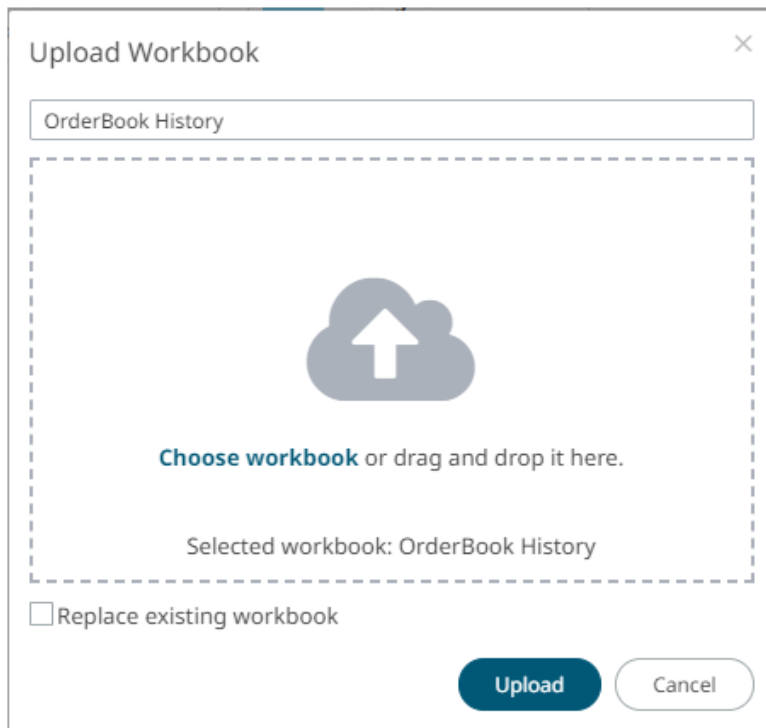 Upload Workbook
OrderBook History
Choose workbook or drag and drop it here.
Selected workbook: OrderBook History
Replace existing workbook
Upload
Cancel